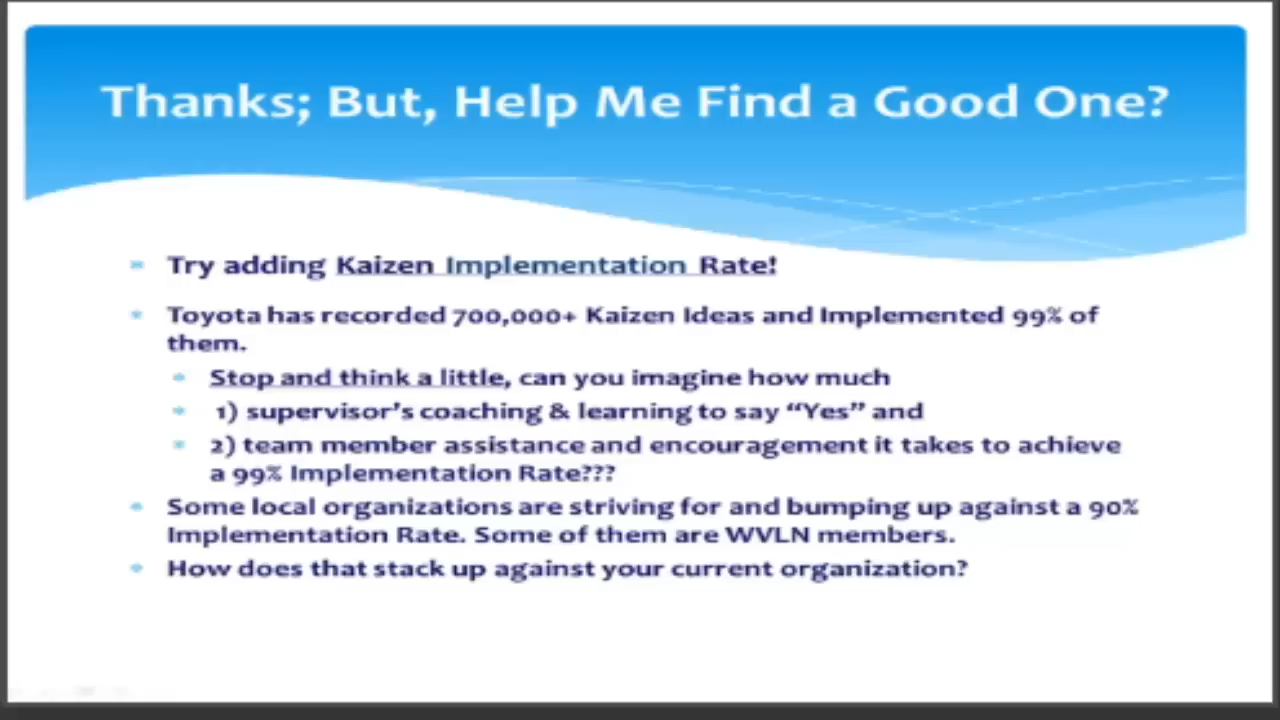 Thanks; But, Help Me Find a Good One?
Try adding Kaizen Implementation Rate!
Toyota has recorded 700,000+ Kaizen Ideas and Implemented 99% of
them.
Stop and think a little, can you imagine how much
1) supervisor's coaching & learning to say “Yes” and
2) team member assistance and encouragement it takes to achieve
a 99% Implementation Rate???
Some local organizations are striving for and bumping up against a 90%
Implementation Rate. Some of them are WVLN members.
How does that stack up against your current organization?